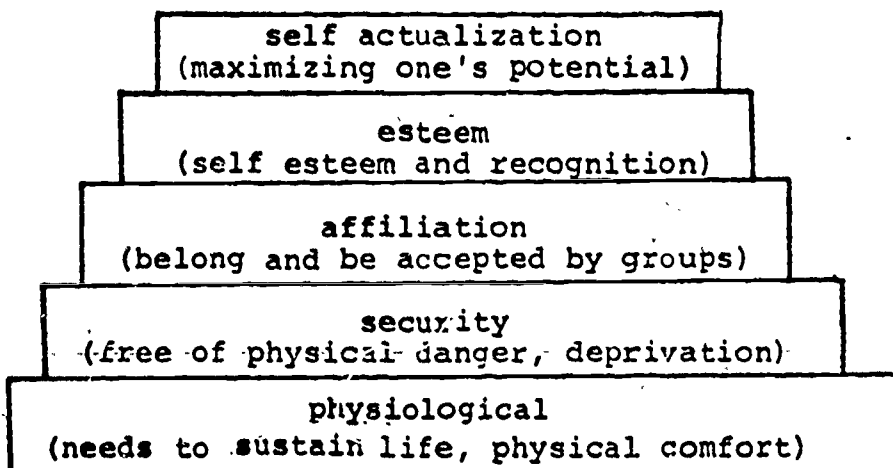 self actualization
(maximizing one's potential)
esteem
(self esteem and recognition)
affiliation
(belong and be accepted by groups)
security
(free of physical danger, deprivation)
physiological
(needs to sustain life, physical comfort)